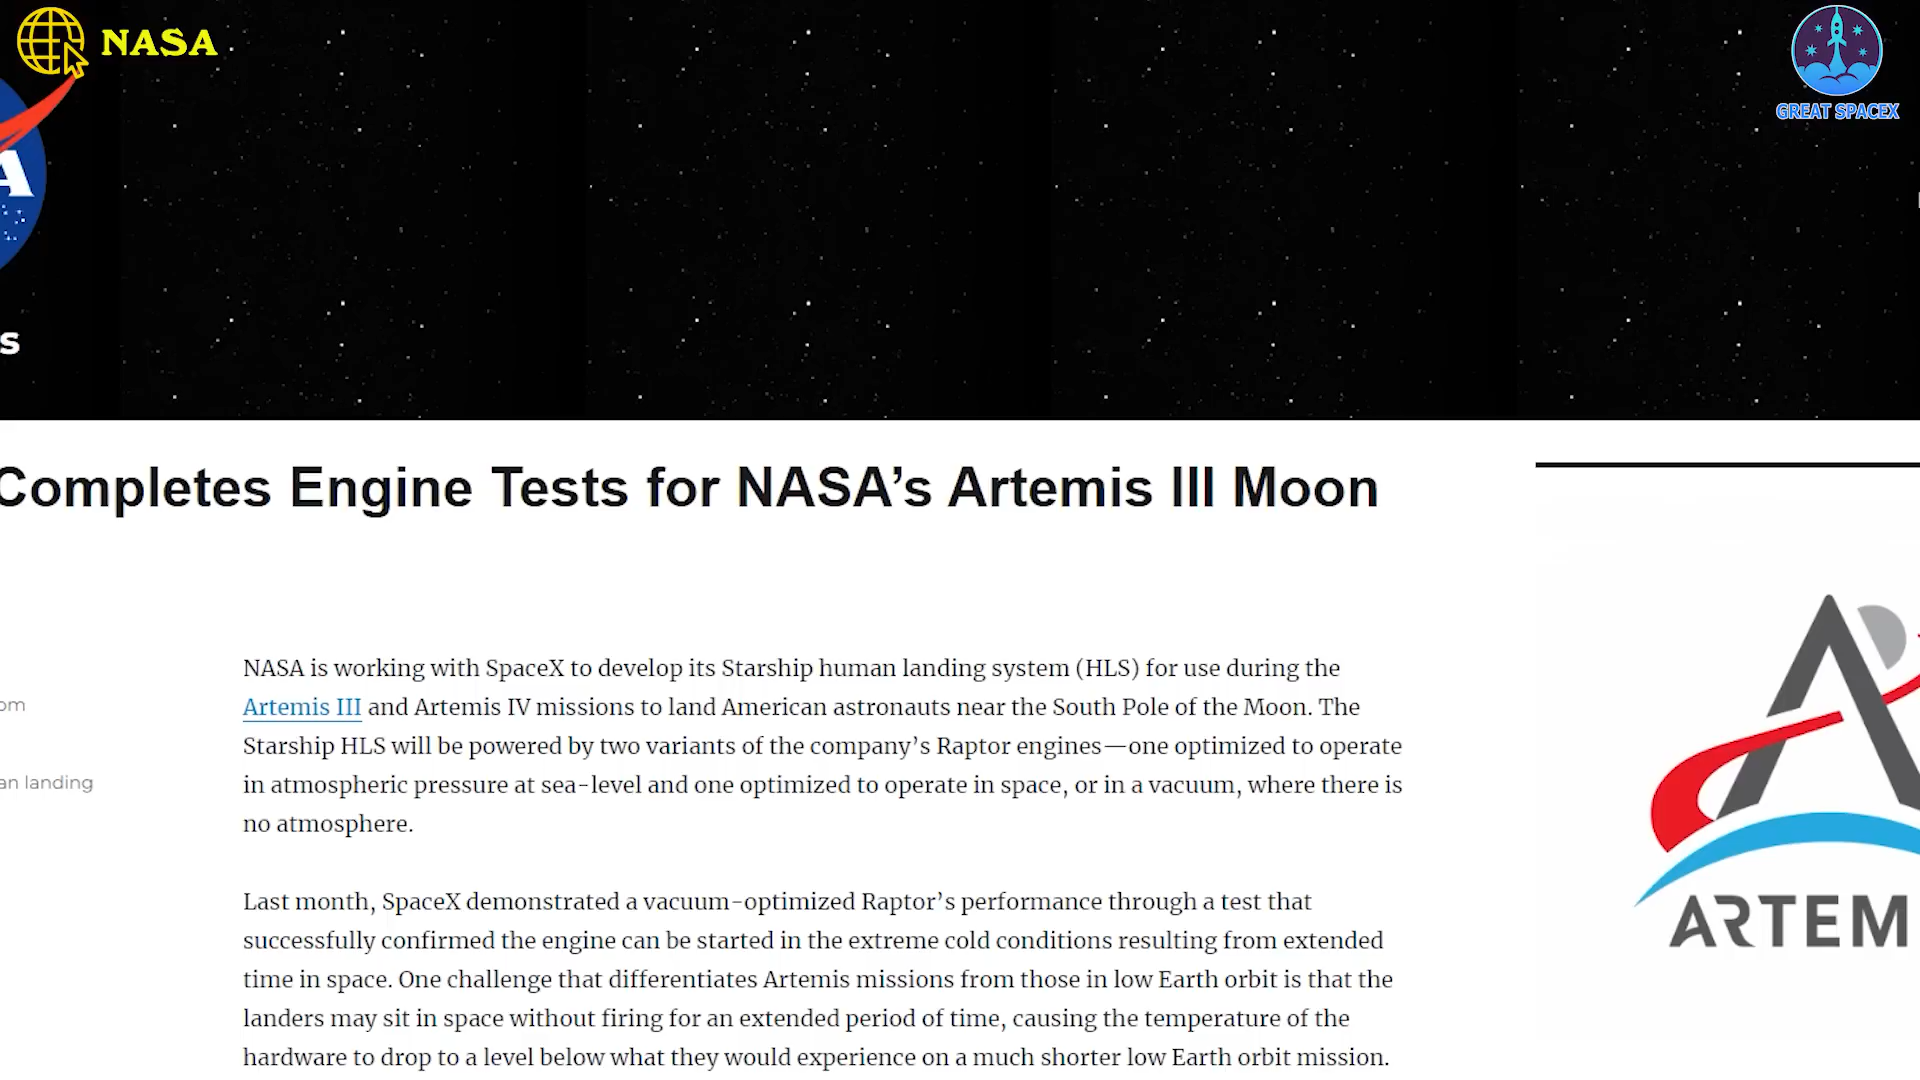 NASA
GREAT SPACEX
A
s
Completes Engine Tests for NASA’s Artemis III Moon
NASA is working with SpaceX to develop its Starship human landing system (HLS) for use during the
Artemis III and Artemis IV missions to land American astronauts near the South Pole of the Moon. The
om
Starship HLS will be powered by two variants of the company’s Raptor engines—one optimized to operate
in atmospheric pressure at sea-level and one optimized to operate in space, or in a vacuum, where there is
an landing
no atmosphere.
Last month, SpaceX demonstrated a vacuum-optimized Raptor’s performance through a test that
successfully confirmed the engine can be started in the extreme cold conditions resulting from extended
time in space. One challenge that differentiates Artemis missions from those in low Earth orbit is that the
landers may sit in space without firing for an extended period of time, causing the temperature of the
hardware to drop to a level below what they would experience on a much shorter low Earth orbit mission.
ARTEM